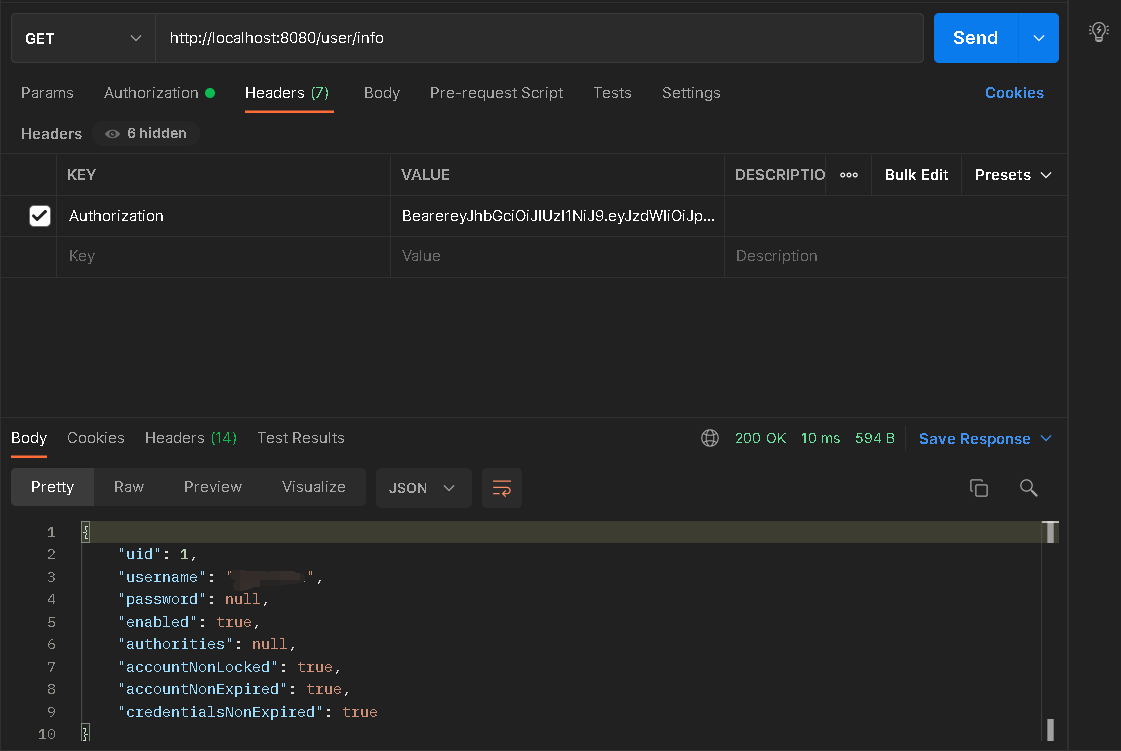 GET http://localhost:8080/user/info Send
Params Authorization Headers (7) Body Pre-request Script Tests Settings Cookies
Headers 6 hidden
KEY VALUE DESCRIPTIO ooo Bulk Edit Presets
Authorization BearereyJhbGciOiJIUzI1NiJ9.eyJzdWIiOiJp...
Key Value Description
Body Cookies Headers (14) Test Results 200 OK 10 ms 594 B Save Response
Pretty Raw Preview Visualize JSON
1 {
2 "uid": 1,
3 "username": "",
4 "password": null,
5 "enabled": true,
6 "authorities": null,
7 "accountNonLocked": true,
8 "accountNonExpired": true,
9 "credentialsNonExpired": true
10 }